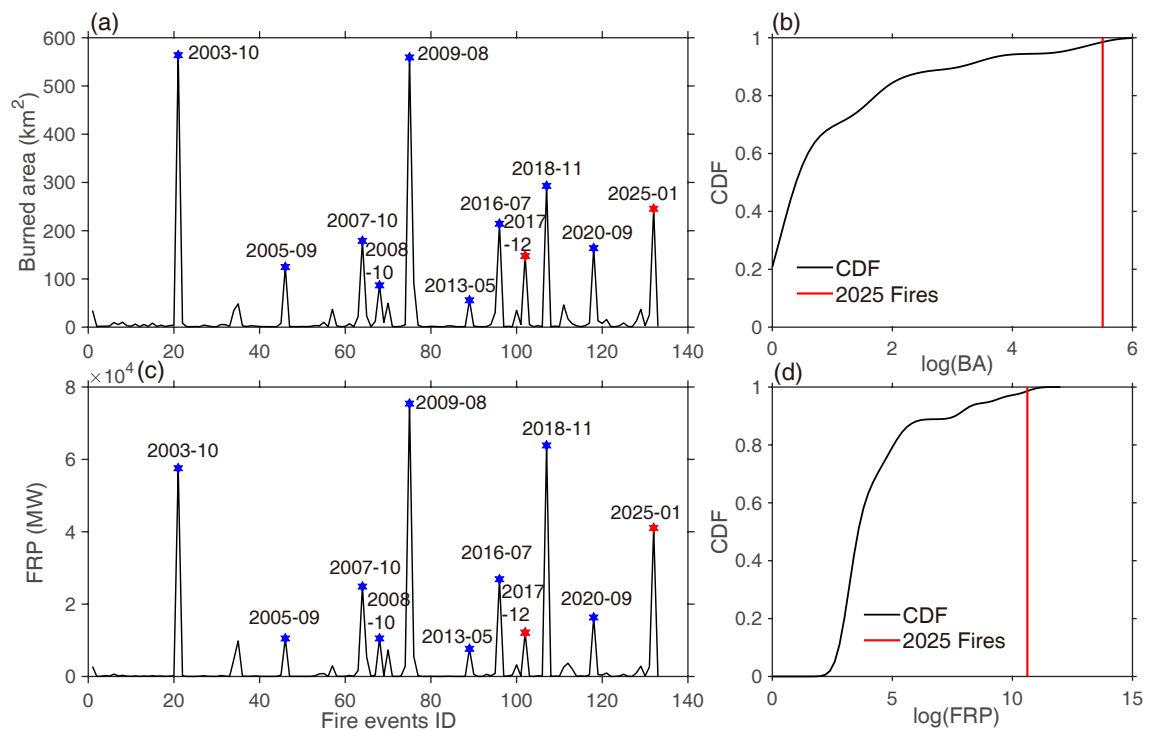 (a)
600
500
400
300
200
100
0
Burned area (km²)
2003-10
2005-09
2007-10
2008
-10
2009-08
2013-05
2016-07
2017
-12
2018-11
2020-09
2025-01
0 20 40 60 80 100 120 140
(b)
1
0.8
0.6
0.4
0.2
0
CDF
CDF
2025 Fires
0 2 4 6
log(BA)
×10⁴ (c)
8
6
4
2
0
FRP (MW)
2003-10
2005-09
2007-10
2008
-10
2009-08
2013-05
2016-07
2017
-12
2018-11
2020-09
2025-01
0 20 40 60 80 100 120 140
Fire events ID
(d)
1
0.8
0.6
0.4
0.2
0
CDF
CDF
2025 Fires
0 5 10 15
log(FRP)